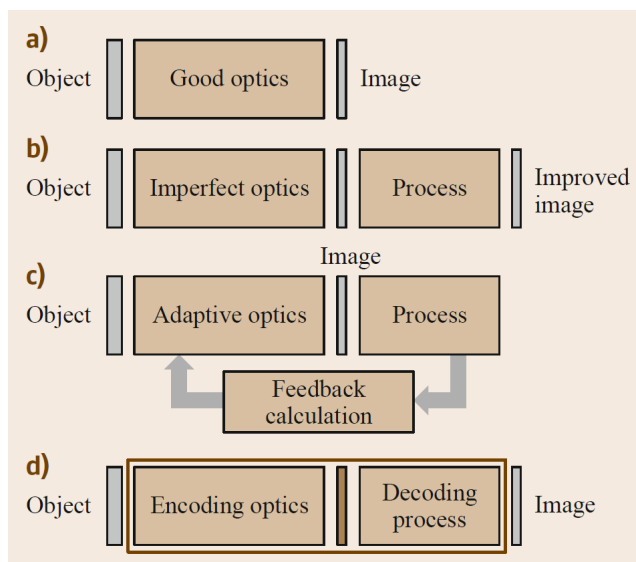 a)
Object
Good optics
Image
b)
Object
Imperfect optics
Process
Improved
image
Image
c)
Object
Adaptive optics
Process
Feedback
calculation
d)
Object
Encoding optics
Decoding
process
Image